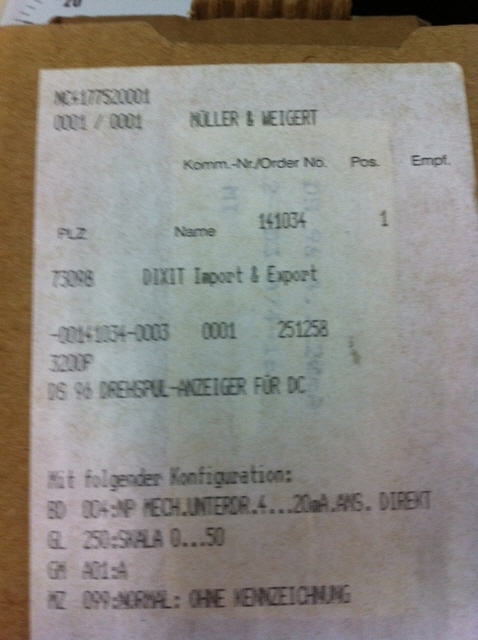 20
NC4177520001
0001 / 0001 MÜLLER & WEIGERT
Komm.-Nr./Order No. Pos. Empf.
141034 1
PLZ Name
73098 DIXIT Import & Export
-00141034-0003 0001 251258
3200P
DS 96 DREHSPUL-ANZEIGER FÜR DC
Mit folgender Konfiguration:
BD 004:NP MECH.UNTERDR.4...20mA.ANS. DIREKT
GL 250:SKALA 0...50
GM A01:A
MZ 099:NORMAL: OHNE KENNZEICHNUNG